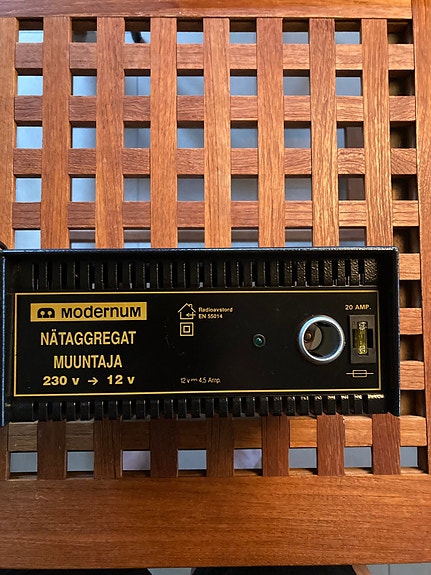 MODERNUM
NÄTAGGREGAT
MUUNTAJA
230 V → 12 V
Radioavstörd
EN 55014
12 V ⎓ 4,5 Amp.
20 AMP.